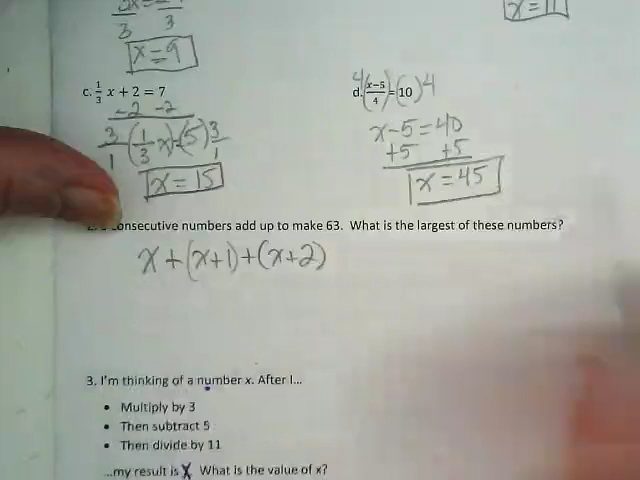 3
3
x=9
x=11
c. 1/3 x + 2 = 7
-2 -2
3/1 (1/3 x)=(5) 3/1
x = 15
d. 4(x-5/4)=(10)4
x-5=40
+5 +5
x=45
consecutive numbers add up to make 63. What is the largest of these numbers?
x+(x+1)+(x+2)
3. I'm thinking of a number x. After I...
• Multiply by 3
• Then subtract 5
• Then divide by 11
...my result is X What is the value of x?